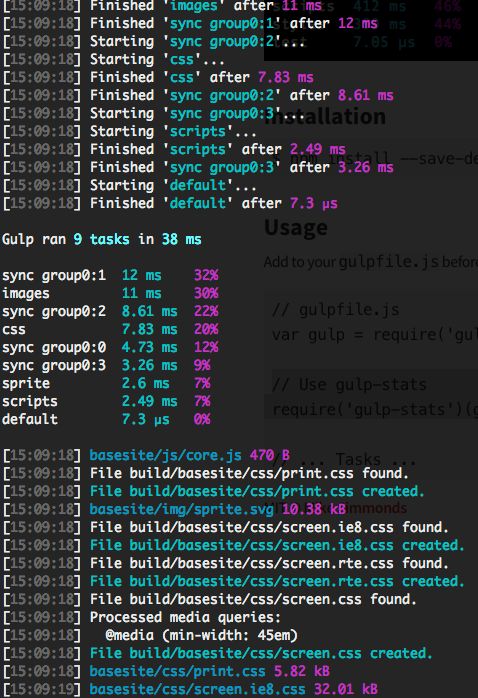 [15:09:18] Finished 'images' after 11 ms
[15:09:18] Finished 'sync group0:1' after 12 ms
[15:09:18] Starting 'sync group0:2'...
[15:09:18] Starting 'css'...
[15:09:18] Finished 'css' after 7.83 ms
[15:09:18] Finished 'sync group0:2' after 8.61 ms
[15:09:18] Starting 'sync group0:3'...
[15:09:18] Starting 'scripts'...
[15:09:18] Finished 'scripts' after 2.49 ms
[15:09:18] Finished 'sync group0:3' after 3.26 ms
[15:09:18] Starting 'default'...
[15:09:18] Finished 'default' after 7.3 µs
Gulp ran 9 tasks in 38 ms
sync group0:1 12 ms 32%
images 11 ms 30%
sync group0:2 8.61 ms 22%
css 7.83 ms 20%
sync group0:0 4.73 ms 12%
sync group0:3 3.26 ms 9%
sprite 2.6 ms 7%
scripts 2.49 ms 7%
default 7.3 µs 0%
[15:09:18] basesite/js/core.js 470 B
[15:09:18] File build/basesite/css/print.css found.
[15:09:18] File build/basesite/css/print.css created.
[15:09:18] basesite/img/sprite.svg 10.38 kB
[15:09:18] File build/basesite/css/screen.ie8.css found.
[15:09:18] File build/basesite/css/screen.ie8.css created.
[15:09:18] File build/basesite/css/screen.rte.css found.
[15:09:18] File build/basesite/css/screen.rte.css created.
[15:09:18] File build/basesite/css/screen.css found.
[15:09:18] Processed media queries:
[15:09:18] @media (min-width: 45em)
[15:09:18] File build/basesite/css/screen.css created.
[15:09:18] basesite/css/print.css 5.82 kB
[15:09:19] basesite/css/screen.ie8.css 32.01 kB
412 ms 46%
44%
7.05 µs 0%
Installation
npm install --save-de
Usage
Add to your gulpfile.js before
// gulpfile.js
var gulp = require('gul
// Use gulp-stats
require('gulp-stats')(g
// ... Tasks ...